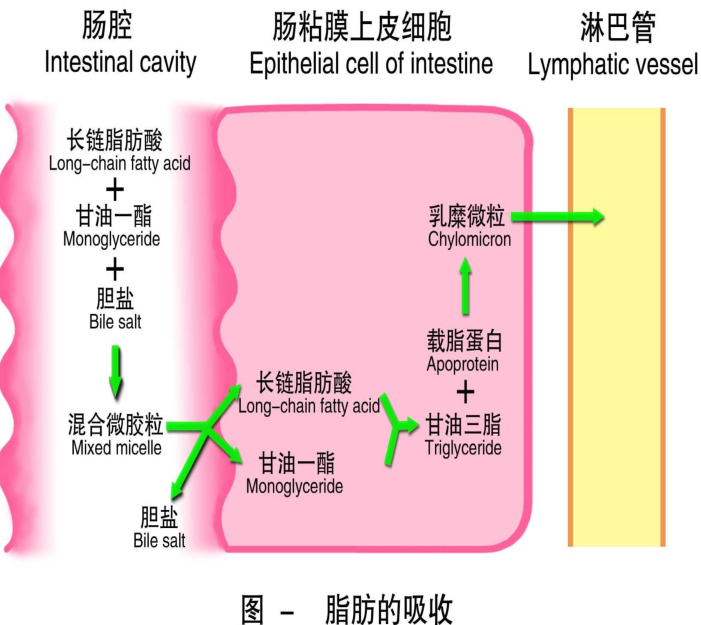 肠腔
Intestinal cavity
肠粘膜上皮细胞
Epithelial cell of intestine
淋巴管
Lymphatic vessel
长链脂肪酸
Long-chain fatty acid
+
甘油一酯
Monoglyceride
+
胆盐
Bile salt
混合微胶粒
Mixed micelle
胆盐
Bile salt
长链脂肪酸
Long-chain fatty acid
甘油一酯
Monoglyceride
乳糜微粒
Chylomicron
载脂蛋白
Apoprotein
+
甘油三脂
Triglyceride
图 – 脂肪的吸收